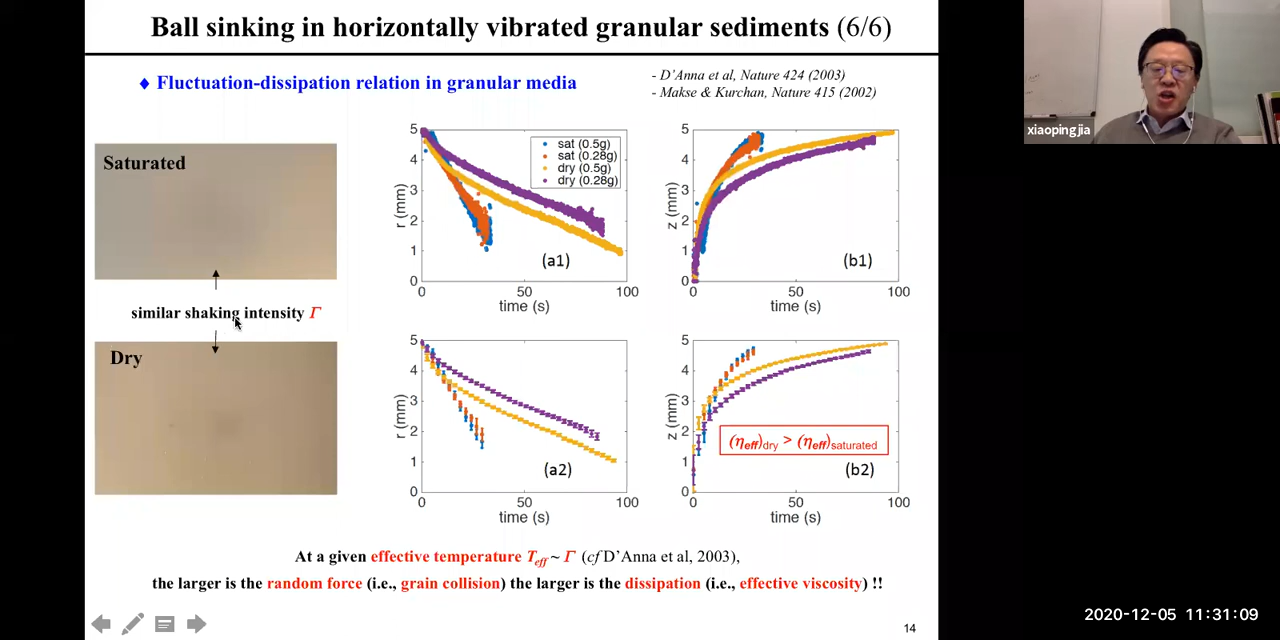 Ball sinking in horizontally vibrated granular sediments (6/6)
♦ Fluctuation-dissipation relation in granular media
- D'Anna et al, Nature 424 (2003)
- Makse & Kurchan, Nature 415 (2002)
xiaopingjia
Saturated
similar shaking intensity Γ
Dry
5
4
3
2
1
0
r (mm)
sat (0.5g)
sat (0.28g)
dry (0.5g)
dry (0.28g)
(a1)
0 50 100
time (s)
5
4
3
2
1
0
z (mm)
(b1)
0 50 100
time (s)
5
4
3
2
1
0
r (mm)
(a2)
0 50 100
time (s)
5
4
3
2
1
0
z (mm)
(ηeff)dry > (ηeff)saturated
(b2)
0 50 100
time (s)
At a given effective temperature Teff ~ Γ (cf D'Anna et al, 2003),
the larger is the random force (i.e., grain collision) the larger is the dissipation (i.e., effective viscosity) !!
14
2020-12-05 11:31:09